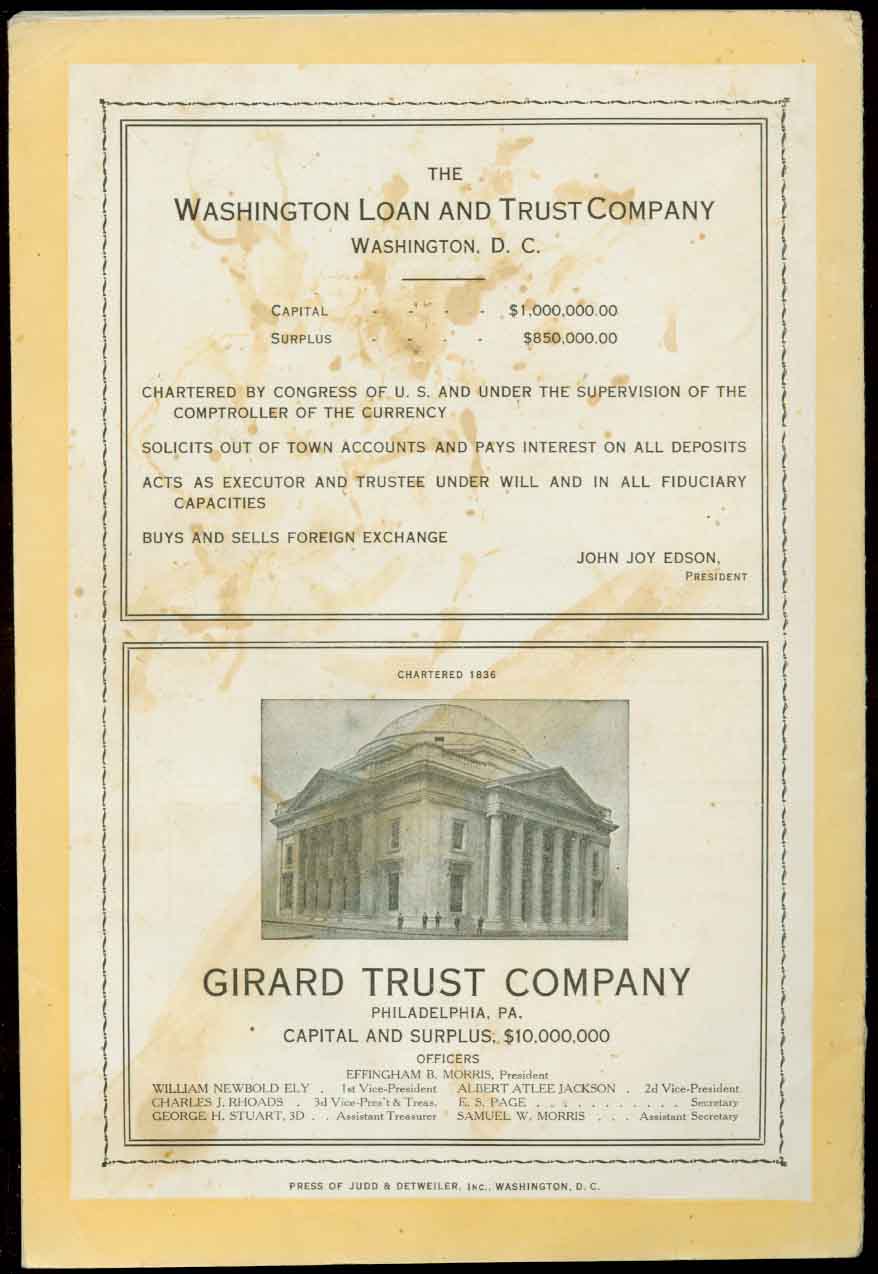 THE
WASHINGTON LOAN AND TRUST COMPANY
WASHINGTON, D. C.
CAPITAL - - - - $1,000,000.00
SURPLUS - - - - $850,000.00
CHARTERED BY CONGRESS OF U. S. AND UNDER THE SUPERVISION OF THE
COMPTROLLER OF THE CURRENCY
SOLICITS OUT OF TOWN ACCOUNTS AND PAYS INTEREST ON ALL DEPOSITS
ACTS AS EXECUTOR AND TRUSTEE UNDER WILL AND IN ALL FIDUCIARY
CAPACITIES
BUYS AND SELLS FOREIGN EXCHANGE
JOHN JOY EDSON,
PRESIDENT
CHARTERED 1836
GIRARD TRUST COMPANY
PHILADELPHIA, PA.
CAPITAL AND SURPLUS, $10,000,000
OFFICERS
EFFINGHAM B. MORRIS, President
WILLIAM NEWBOLD ELY . 1st Vice-President ALBERT ATLEE JACKSON . 2d Vice-President
CHARLES J. RHOADS . 3d Vice-Pres't & Treas. E. S. PAGE . . . . . . . . . . Secretary
GEORGE H. STUART, 3D . . Assistant Treasurer SAMUEL W. MORRIS . . . Assistant Secretary
PRESS OF JUDD & DETWEILER, INC., WASHINGTON, D. C.